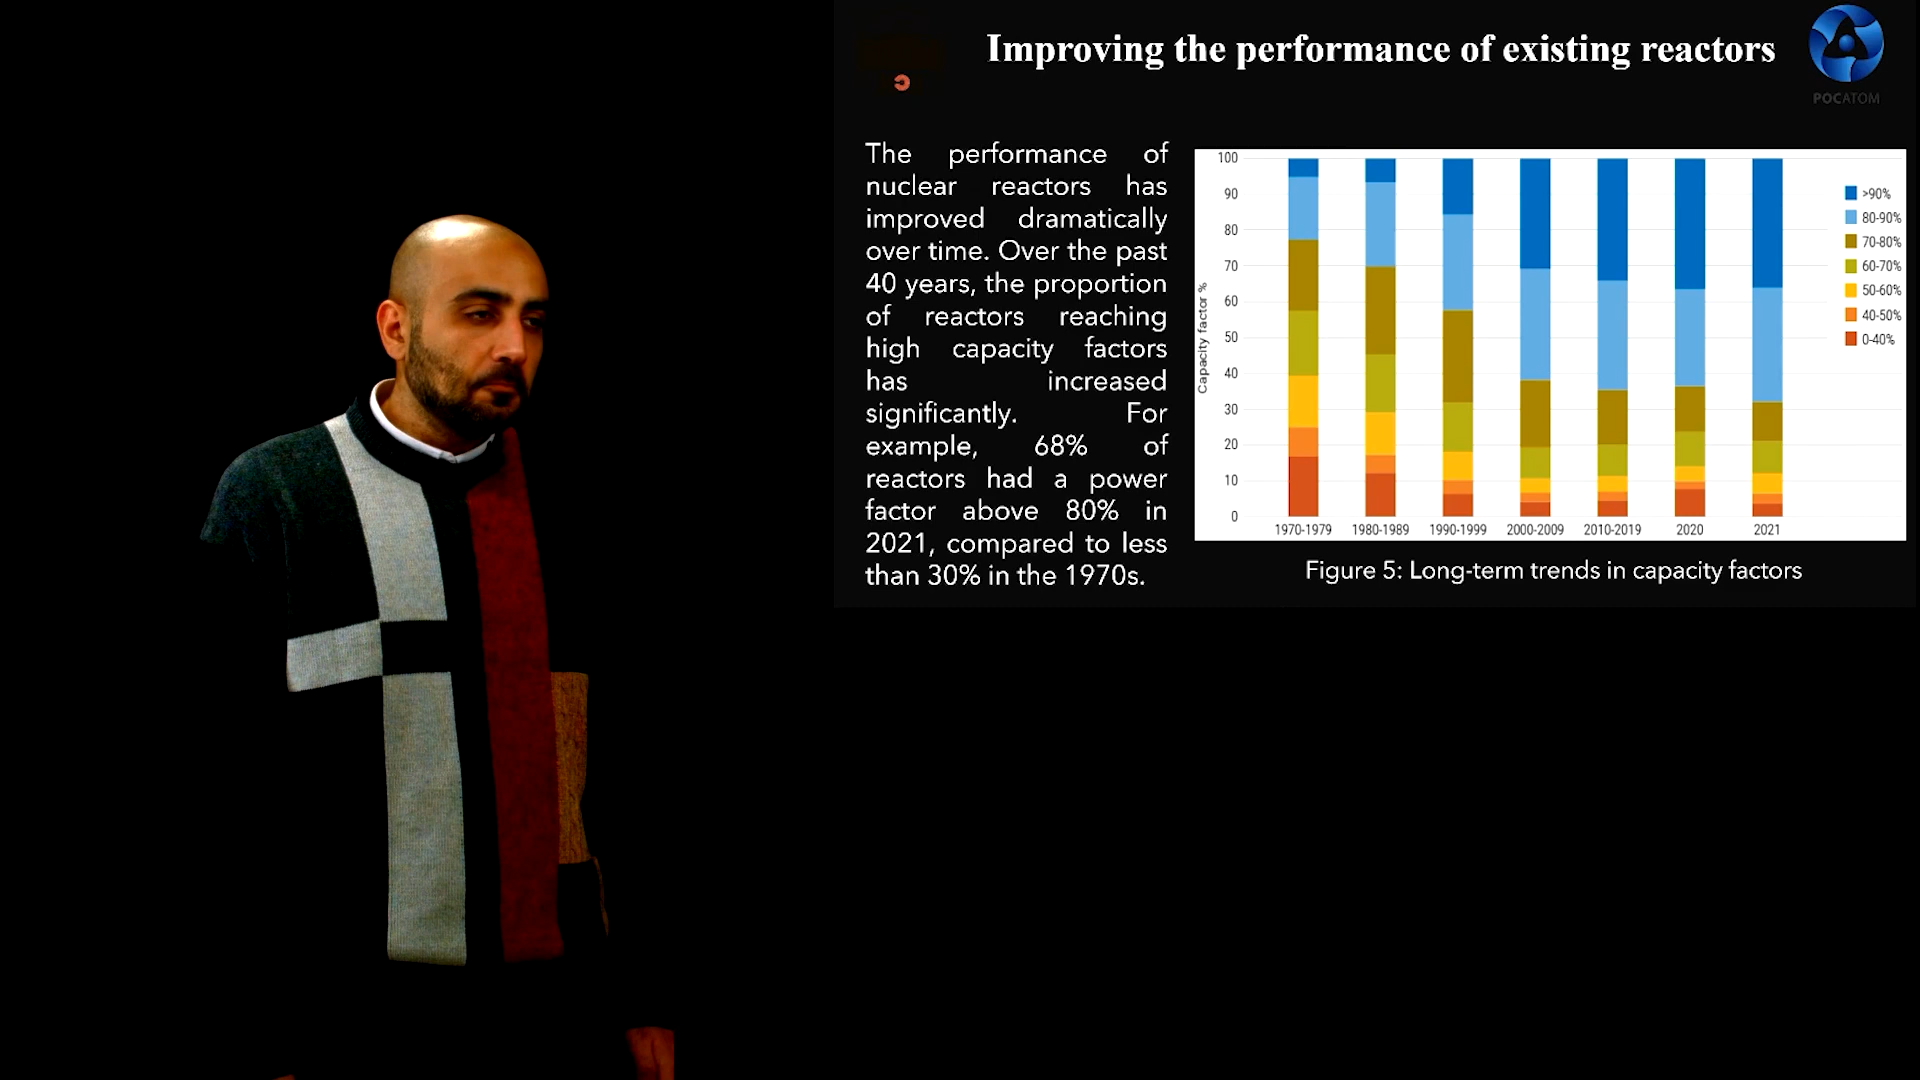 Improving the performance of existing reactors
РОСАТОМ
The performance of
nuclear reactors has
improved dramatically
over time. Over the past
40 years, the proportion
of reactors reaching
high capacity factors
has increased
significantly. For
example, 68% of
reactors had a power
factor above 80% in
2021, compared to less
than 30% in the 1970s.
Capacity factor %
100
90
80
70
60
50
40
30
20
10
0
1970-1979 1980-1989 1990-1999 2000-2009 2010-2019 2020 2021
>90%
80-90%
70-80%
60-70%
50-60%
40-50%
0-40%
Figure 5: Long-term trends in capacity factors